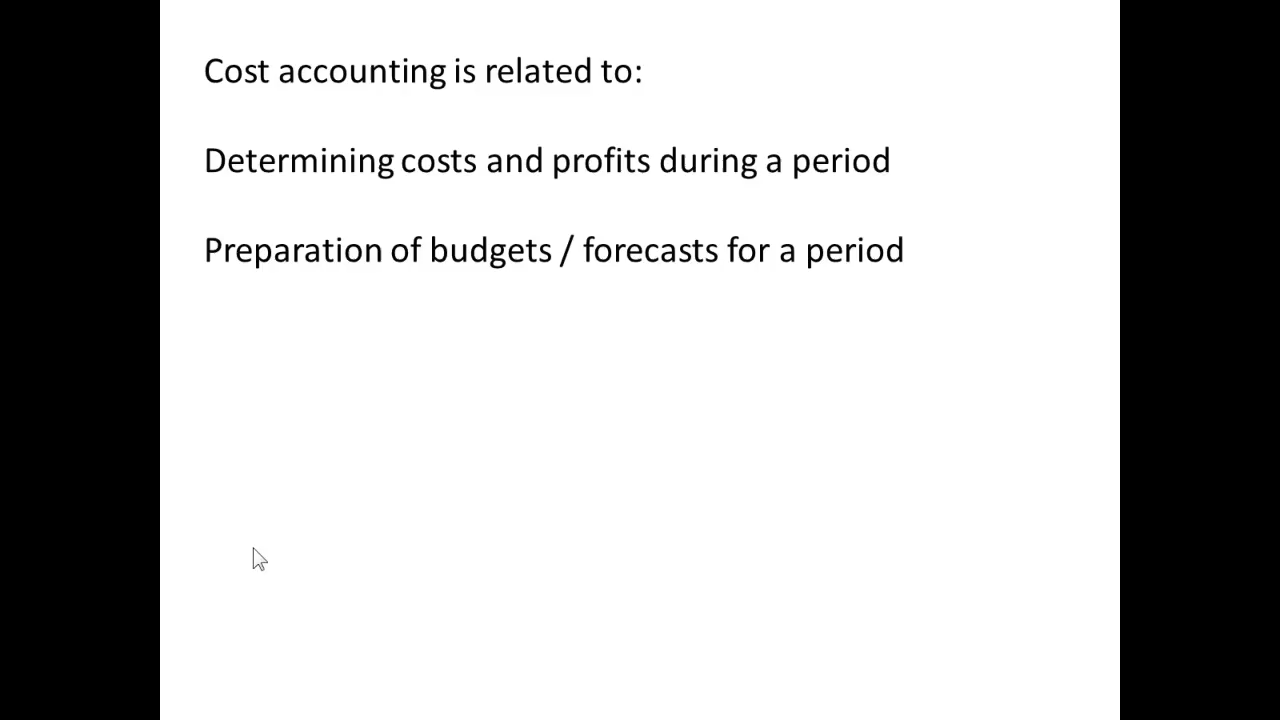 Cost accounting is related to:
Determining costs and profits during a period
Preparation of budgets / forecasts for a period